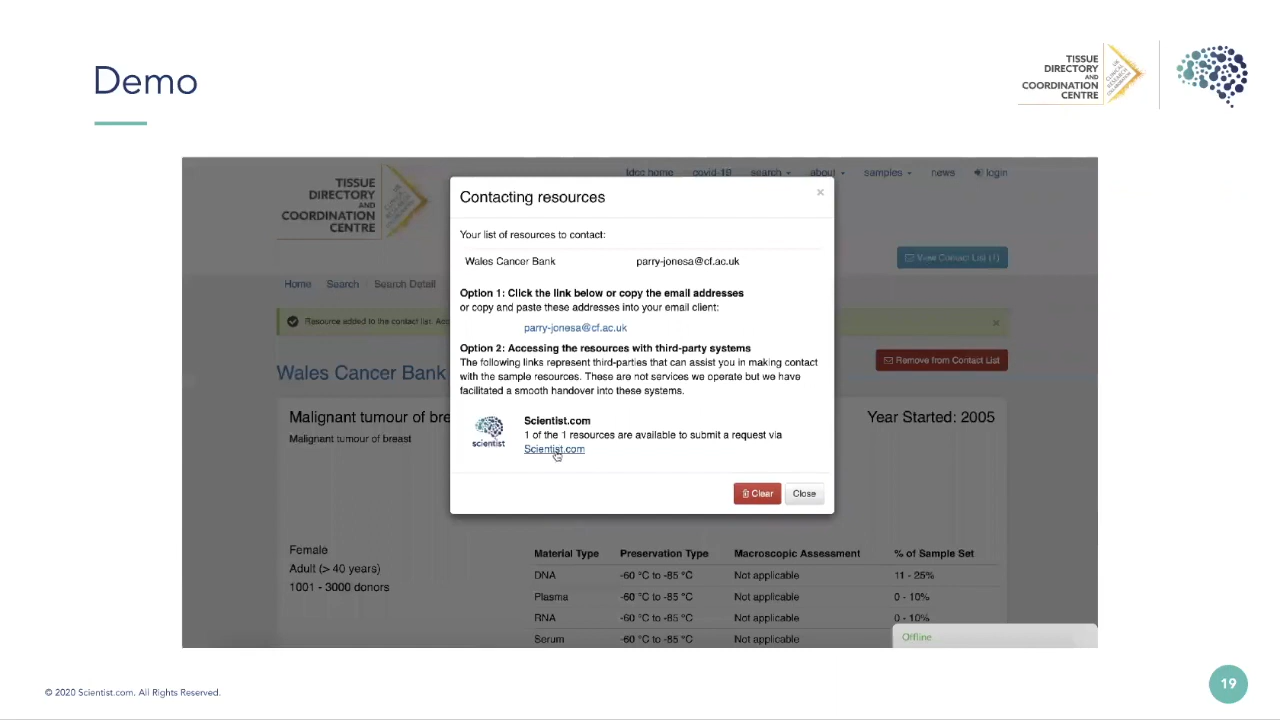 Demo
TISSUE
DIRECTORY
AND
COORDINATION
CENTRE
UK
CLINICAL
RESEARCH
COLLABORATION
TISSUE
DIRECTORY
AND
COORDINATION
CENTRE
tdcc home covid-19 search about samples news login
View Contact List (1)
Home Search Search Detail
Resource added to the contact list.
Remove from Contact List
Wales Cancer Bank
Malignant tumour of bre
Year Started: 2005
Malignant tumour of breast
Contacting resources
×
Your list of resources to contact:
Wales Cancer Bank parry-jonesa@cf.ac.uk
Option 1: Click the link below or copy the email addresses
or copy and paste these addresses into your email client:
parry-jonesa@cf.ac.uk
Option 2: Accessing the resources with third-party systems
The following links represent third-parties that can assist you in making contact
with the sample resources. These are not services we operate but we have
facilitated a smooth handover into these systems.
scientist
Scientist.com
1 of the 1 resources are available to submit a request via
Scientist.com
Clear Close
Female
Adult (> 40 years)
1001 - 3000 donors
Material Type Preservation Type Macroscopic Assessment % of Sample Set
DNA -60 °C to -85 °C Not applicable 11 - 25%
Plasma -60 °C to -85 °C Not applicable 0 - 10%
RNA -60 °C to -85 °C Not applicable 0 - 10%
Serum -60 °C to -85 °C Not applicable
Offline
© 2020 Scientist.com. All Rights Reserved.
19